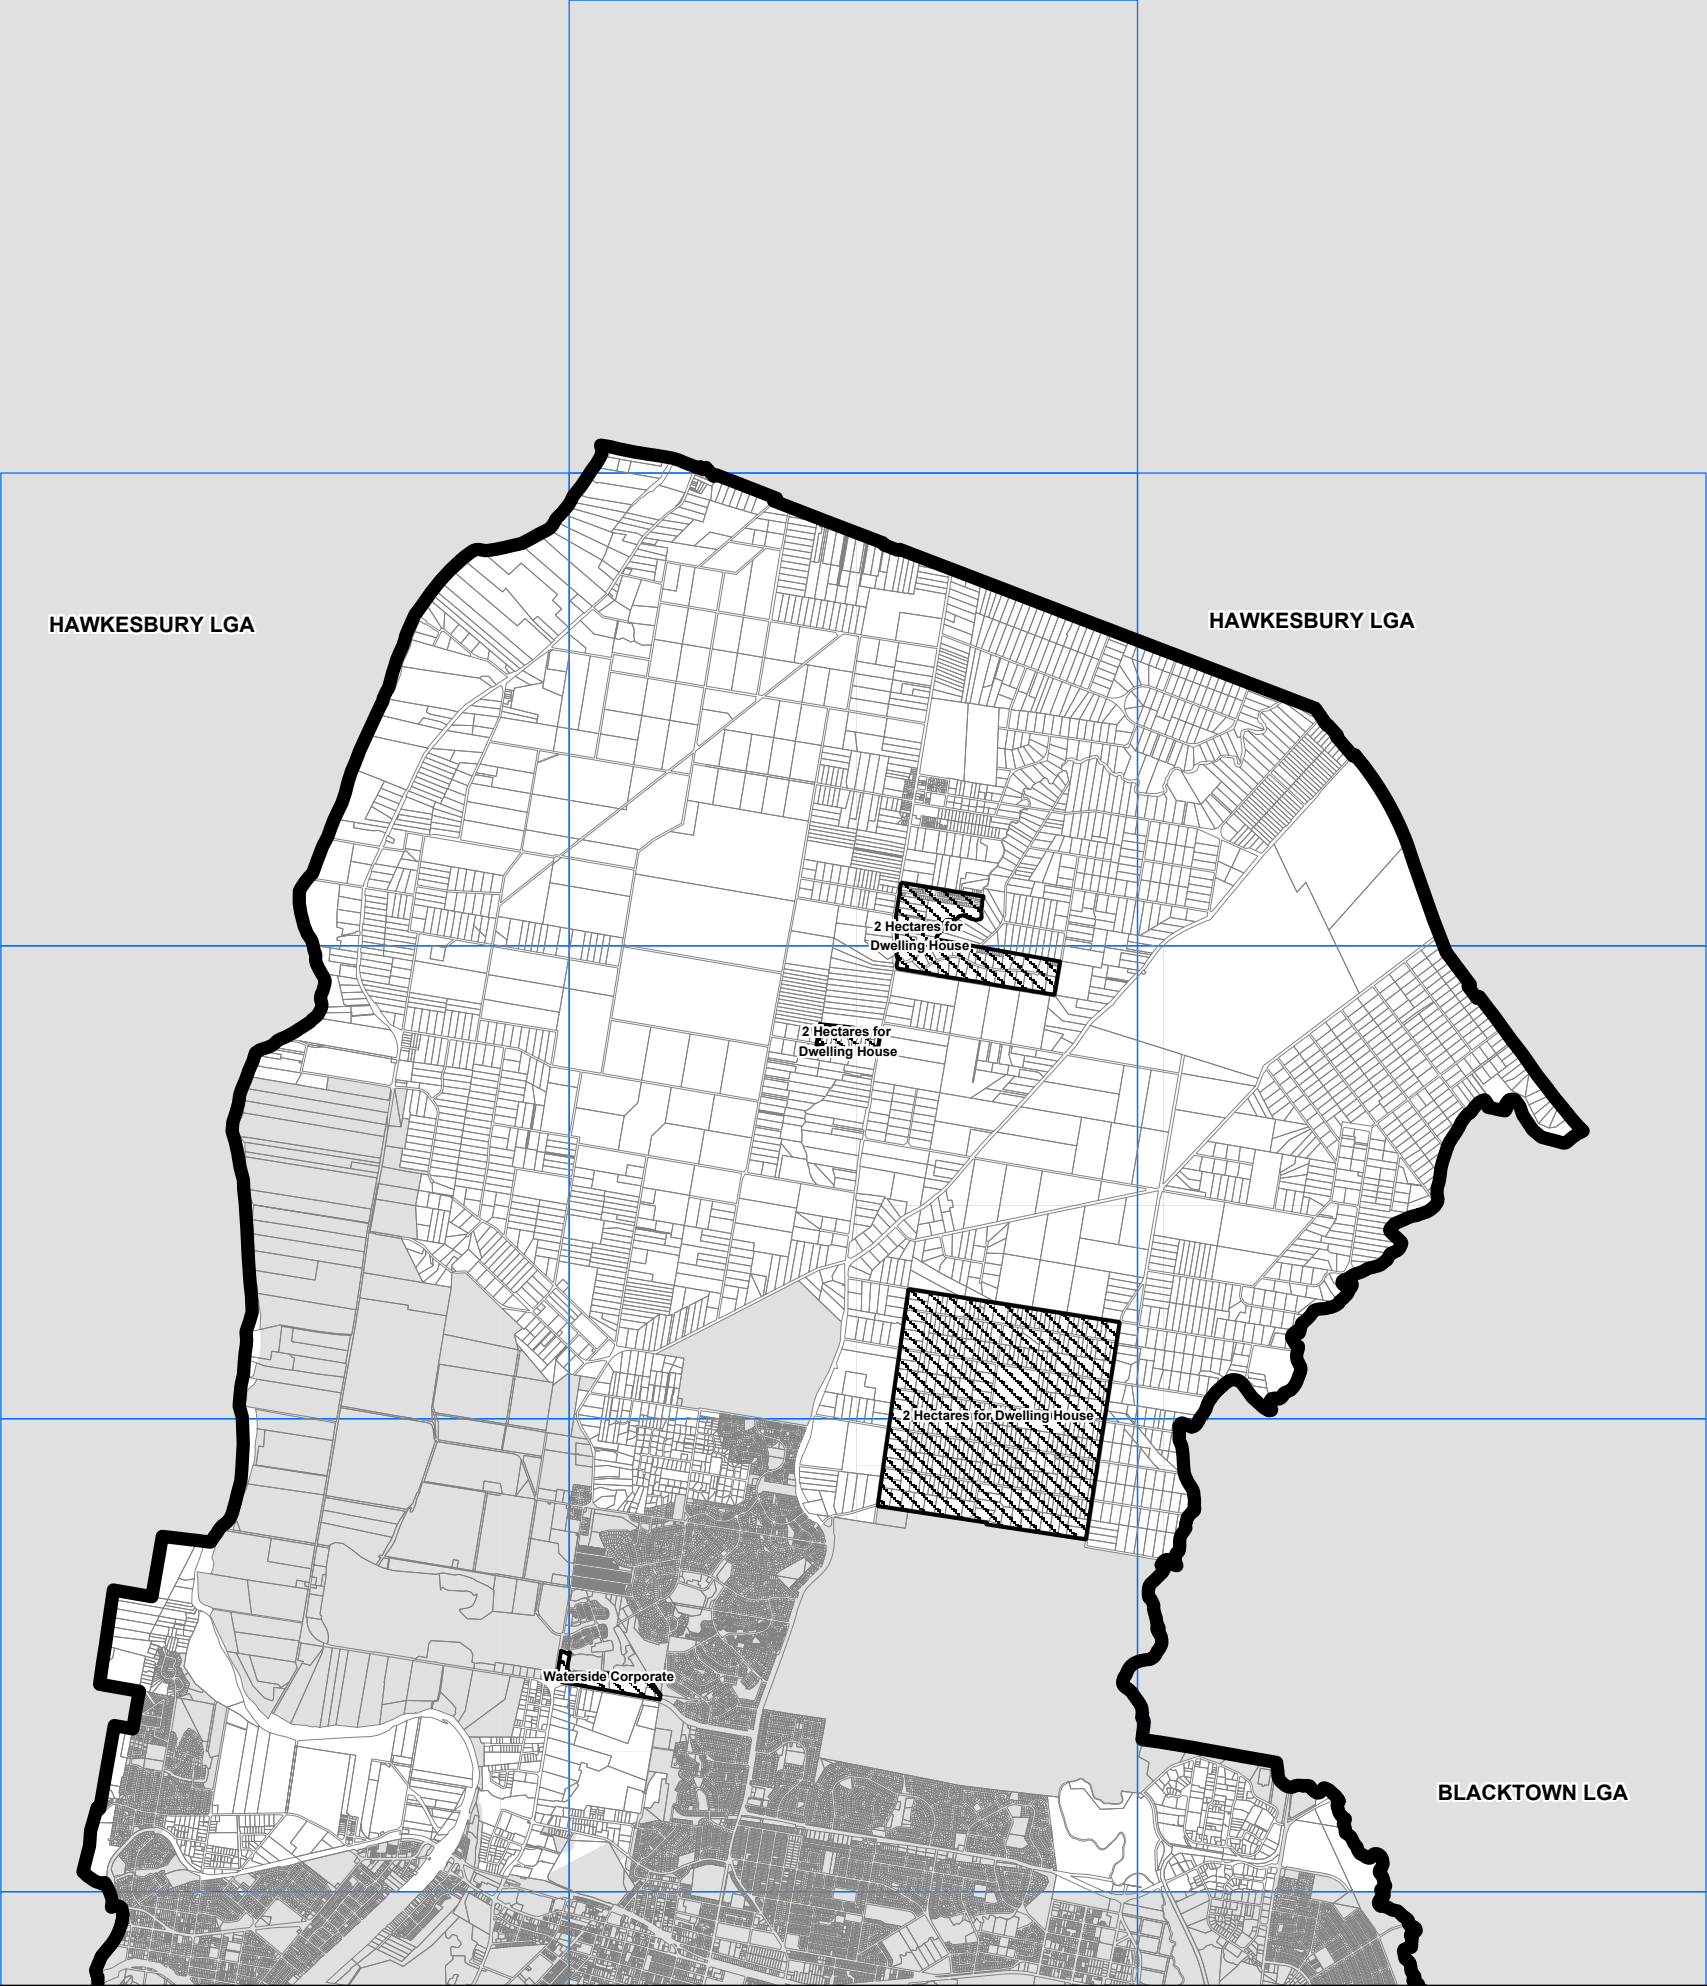 HAWKESBURY LGA
HAWKESBURY LGA
2 Hectares for
Dwelling House
2 Hectares for
Dwelling House
2 Hectares for Dwelling House
Waterside Corporate
BLACKTOWN LGA